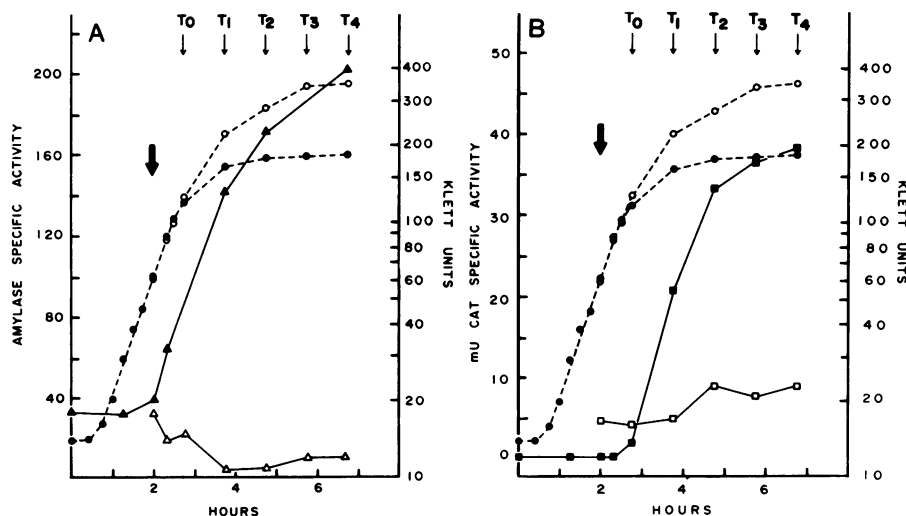 A
T0 T1 T2 T3 T4
AMYLASE SPECIFIC ACTIVITY
200
160
120
80
40
KLETT UNITS
400
300
200
150
100
80
60
40
20
10
2 4 6
HOURS
B
T0 T1 T2 T3 T4
mU CAT SPECIFIC ACTIVITY
50
40
30
20
10
0
KLETT UNITS
400
300
200
150
100
80
60
40
20
10
2 4 6
HOURS